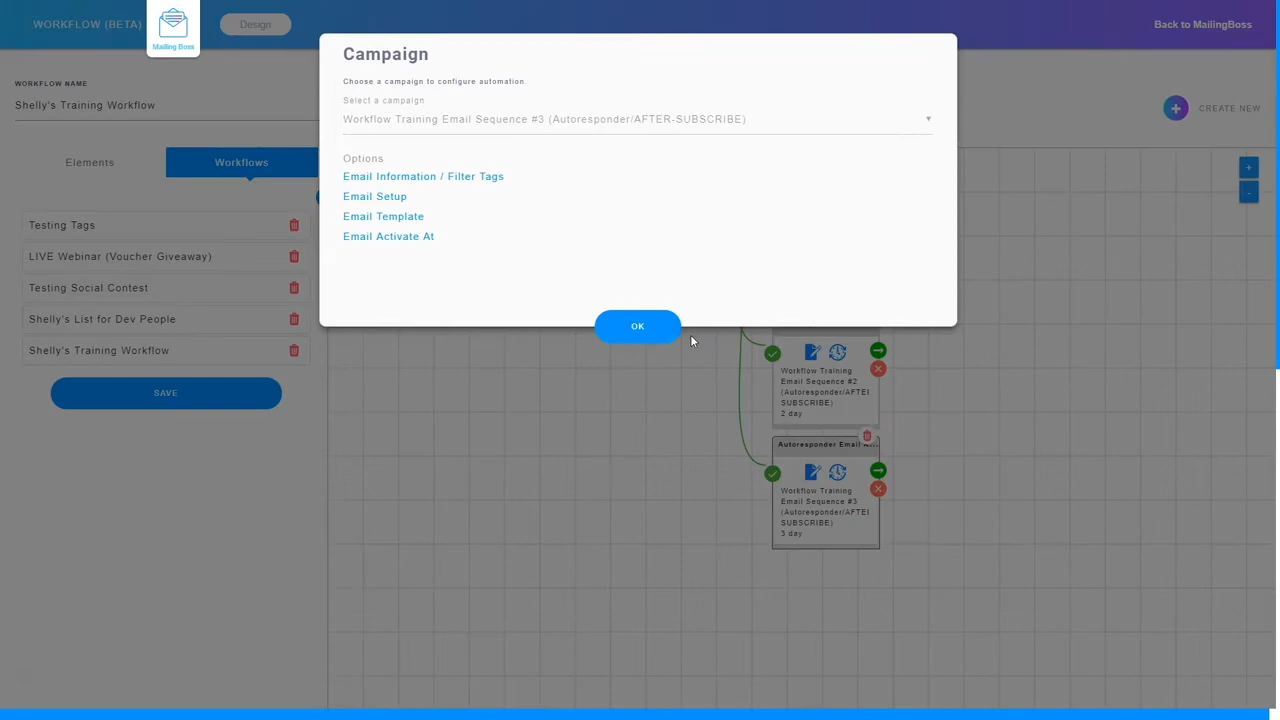 WORKFLOW (BETA)
Mailing Boss
Design
Back to MailingBoss
WORKFLOW NAME
Shelly's Training Workflow
CREATE NEW
Elements
Workflows
Testing Tags
LIVE Webinar (Voucher Giveaway)
Testing Social Contest
Shelly's List for Dev People
Shelly's Training Workflow
SAVE
Campaign
Choose a campaign to configure automation.
Select a campaign
Workflow Training Email Sequence #3 (Autoresponder/AFTER-SUBSCRIBE)
Options
Email Information / Filter Tags
Email Setup
Email Template
Email Activate At
OK
+
-
Workflow Training
Email Sequence #2
(Autoresponder/AFTE
SUBSCRIBE)
2 day
Autoresponder Email
Workflow Training
Email Sequence #3
(Autoresponder/AFTE
SUBSCRIBE)
3 day